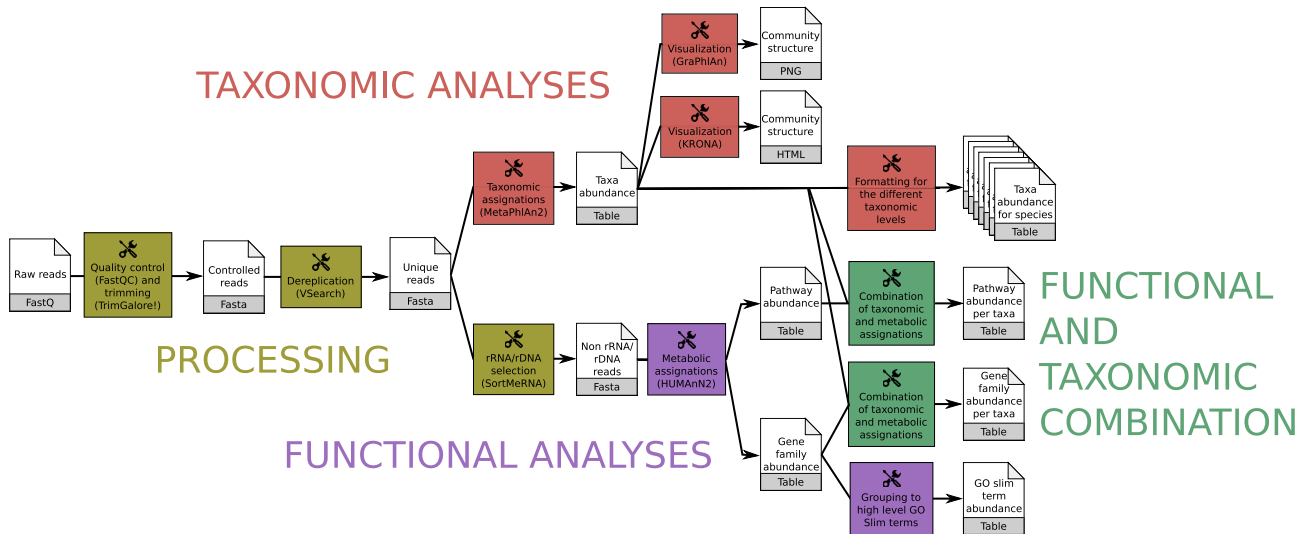 TAXONOMIC ANALYSES
Visualization
(GraPhlAn)
Community
structure
PNG
Visualization
(KRONA)
Community
structure
HTML
Taxonomic
assignations
(MetaPhlAn2)
Taxa
abundance
Table
Formatting for
the different
taxonomic
levels
Taxa
abundance
for species
Table
Raw reads
FastQ
Quality control
(FastQC) and
trimming
(TrimGalore!)
Controlled
reads
Fasta
Dereplication
(VSearch)
Unique
reads
Fasta
PROCESSING
rRNA/rDNA
selection
(SortMeRNA)
Non rRNA/
rDNA
reads
Fasta
Metabolic
assignations
(HUMAnN2)
Pathway
abundance
Table
Combination
of taxonomic
and metabolic
assignations
Pathway
abundance
per taxa
Table
FUNCTIONAL
AND
TAXONOMIC
COMBINATION
Combination
of taxonomic
and metabolic
assignations
Gene
family
abundance
per taxa
Table
FUNCTIONAL ANALYSES
Gene
family
abundance
Table
Grouping to
high level GO
Slim terms
GO slim
term
abundance
Table